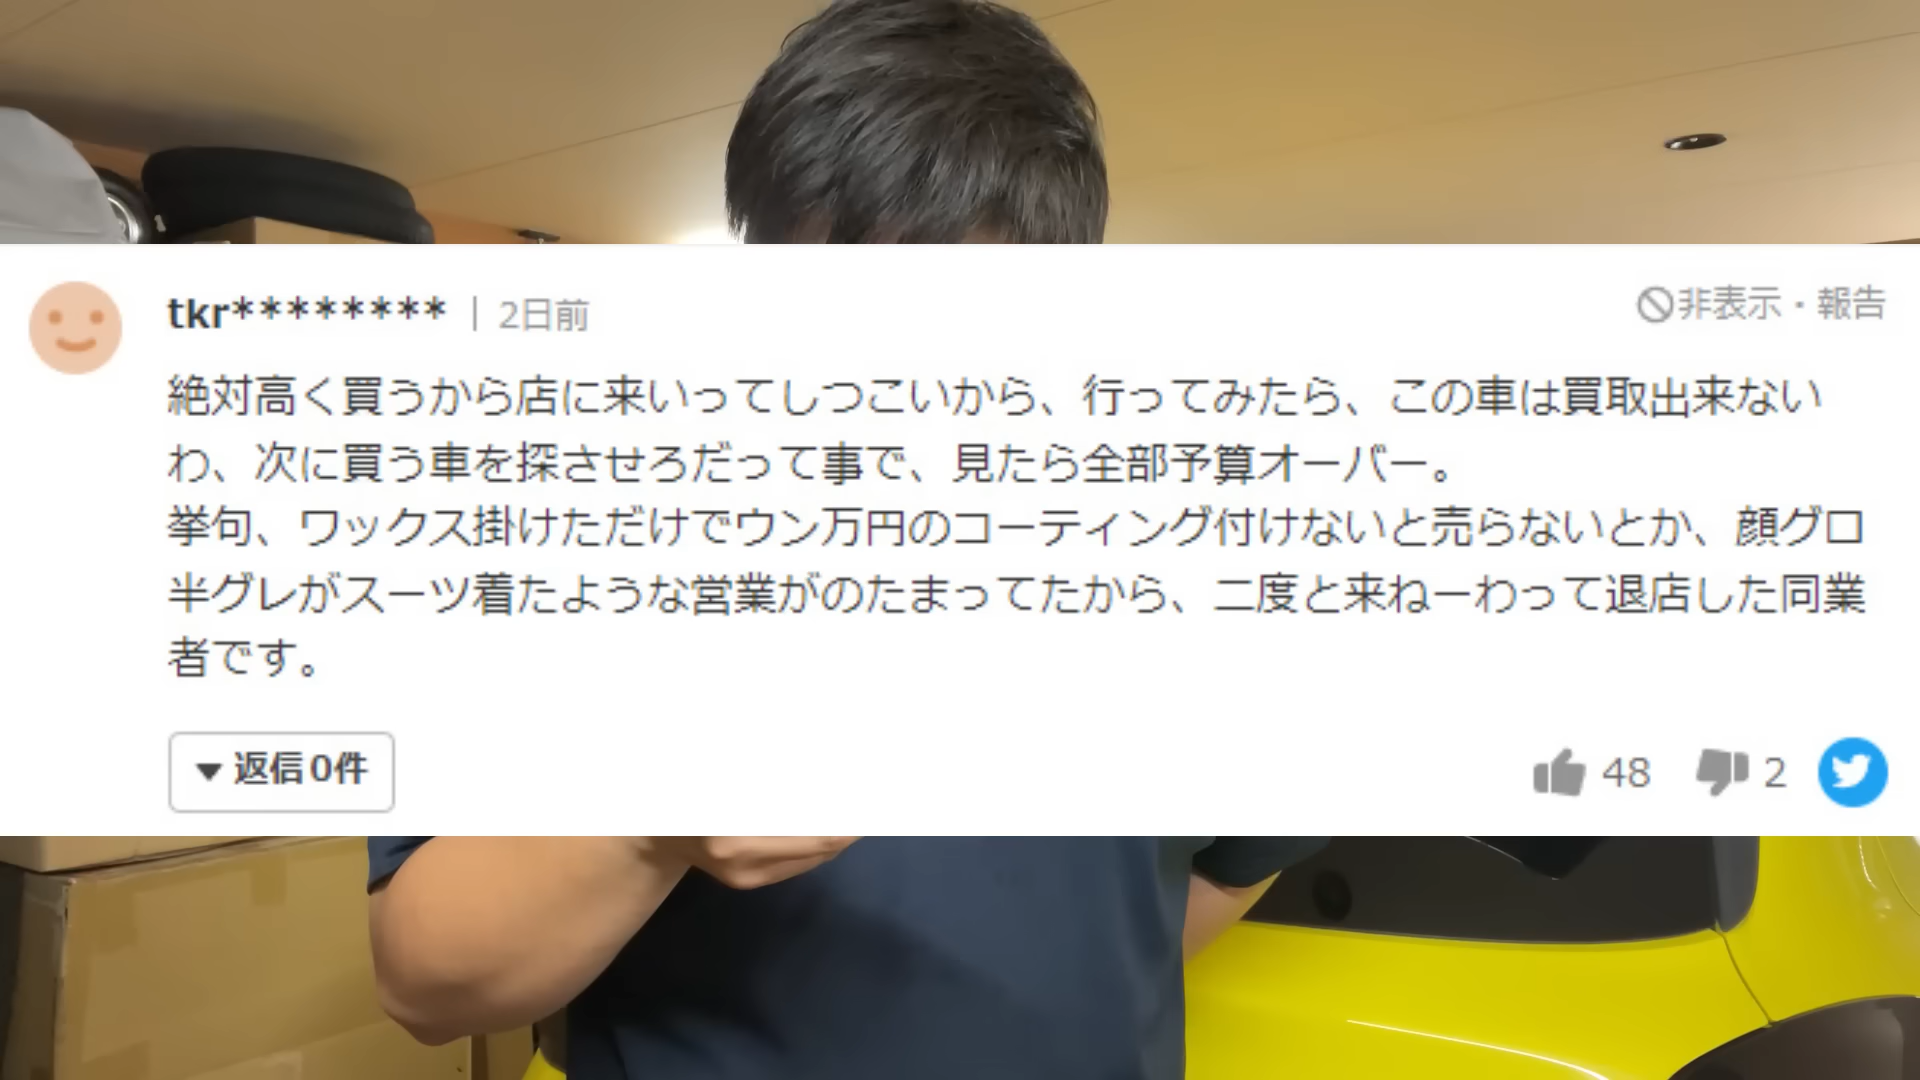 tkr******** | 2日前
非表示・報告
絶対高く買うから店に来いってしつこいから、行ってみたら、この車は買取出来ない
わ、次に買う車を探させろだって事で、見たら全部予算オーバー。
挙句、ワックス掛けただけでウン万円のコーティング付けないと売らないとか、顔グロ
半グレがスーツ着たような営業がのたまってたから、二度と来ねーわって退店した同業
者です。
返信0件
48 2